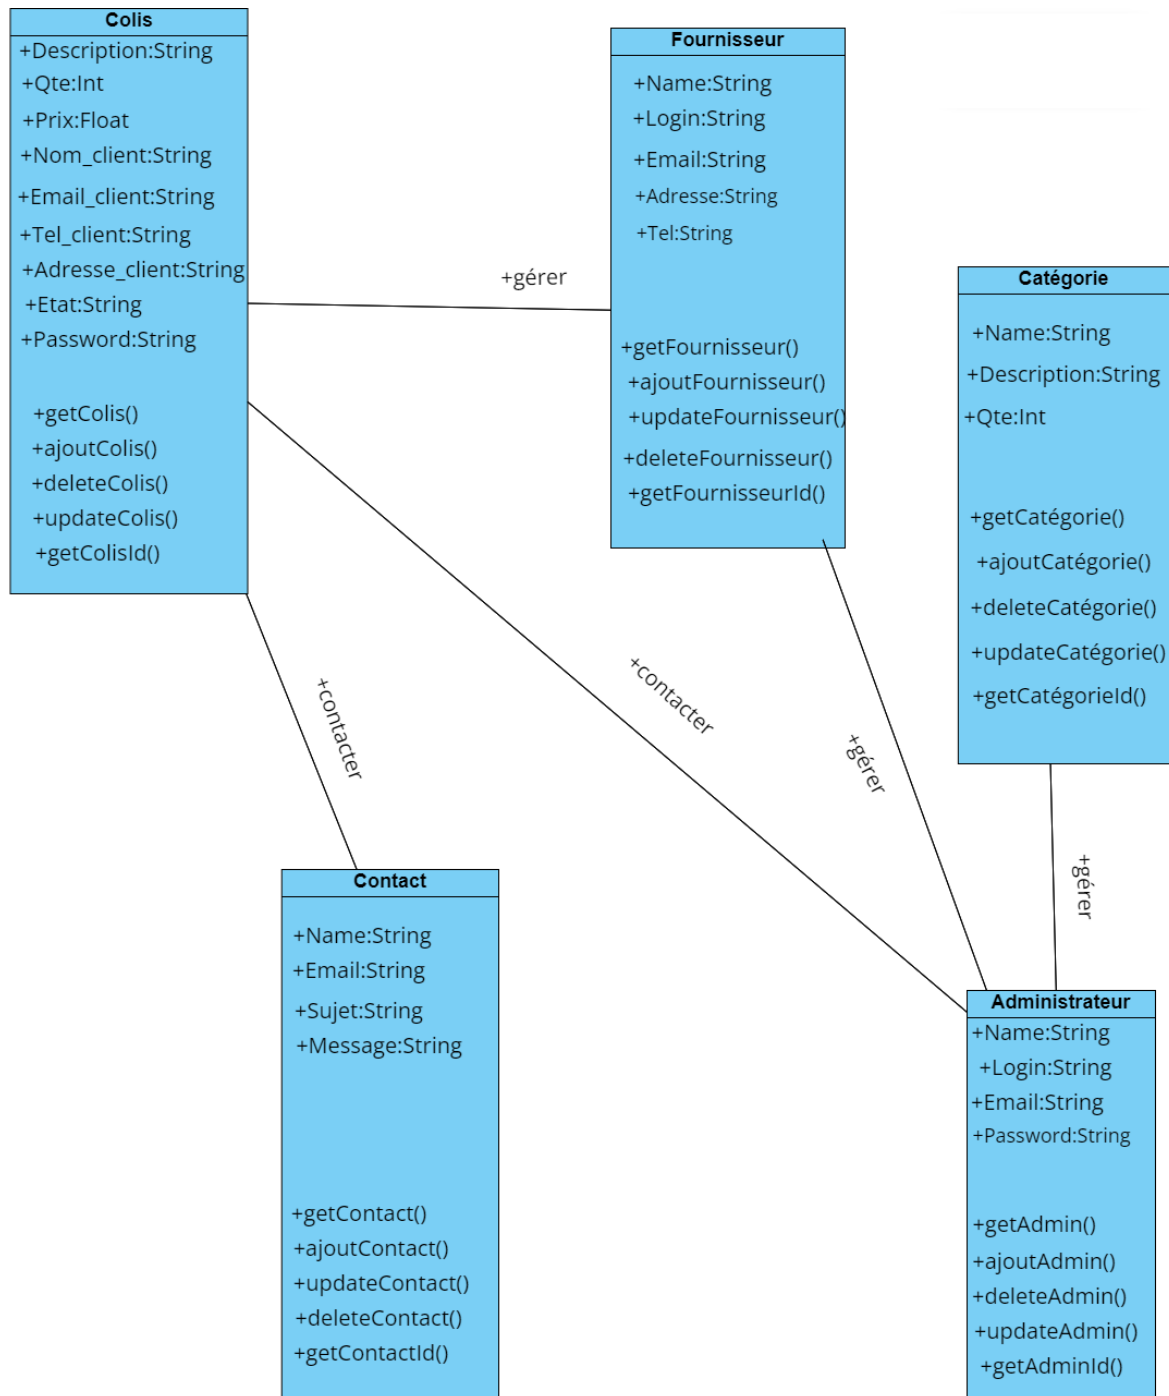 Colis
+Description:String
+Qte:Int
+Prix:Float
+Nom_client:String
+Email_client:String
+Tel_client:String
+Adresse_client:String
+Etat:String
+Password:String
+getColis()
+ajoutColis()
+deleteColis()
+updateColis()
+getColisId()
+gérer
Fournisseur
+Name:String
+Login:String
+Email:String
+Adresse:String
+Tel:String
+getFournisseur()
+ajoutFournisseur()
+updateFournisseur()
+deleteFournisseur()
+getFournisseurId()
Catégorie
+Name:String
+Description:String
+Qte:Int
+getCatégorie()
+ajoutCatégorie()
+deleteCatégorie()
+updateCatégorie()
+getCatégorieId()
+contacter
+contacter
+gérer
+gérer
Contact
+Name:String
+Email:String
+Sujet:String
+Message:String
+getContact()
+ajoutContact()
+updateContact()
+deleteContact()
+getContactId()
Administrateur
+Name:String
+Login:String
+Email:String
+Password:String
+getAdmin()
+ajoutAdmin()
+deleteAdmin()
+updateAdmin()
+getAdminId()